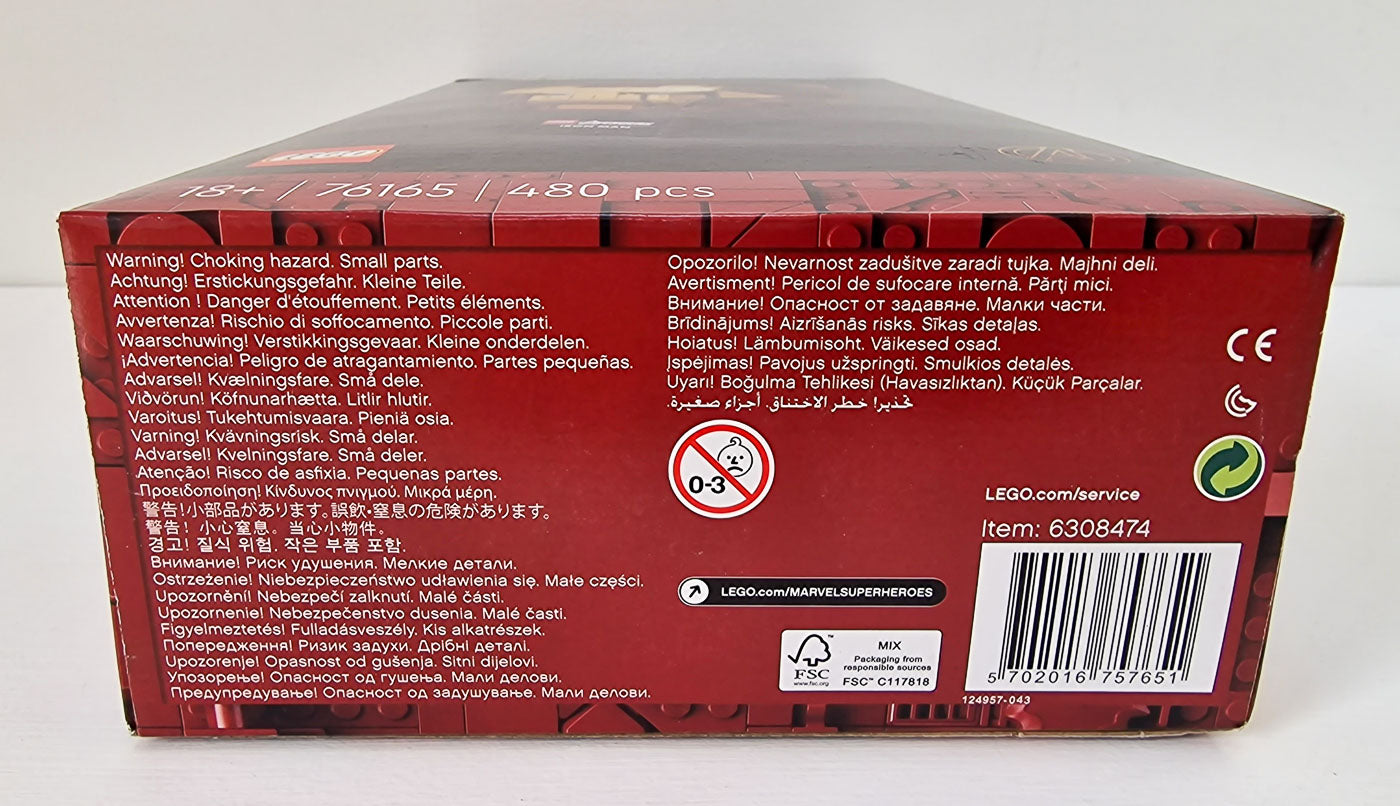 IRON MAN
LEGO
18+ | 76165 | 480 pcs
Warning! Choking hazard. Small parts.
Achtung! Erstickungsgefahr. Kleine Teile.
Attention ! Danger d'étouffement. Petits éléments.
Avvertenza! Rischio di soffocamento. Piccole parti.
Waarschuwing! Verstikkingsgevaar. Kleine onderdelen.
¡Advertencia! Peligro de atragantamiento. Partes pequeñas.
Advarsel! Kvælningsfare. Små dele.
Viðvörun! Köfnunarhætta. Litlir hlutir.
Varoitus! Tukehtumisvaara. Pieniä osia.
Varning! Kvävningsrisk. Små delar.
Advarsel! Kvelningsfare. Små deler.
Atenção! Risco de asfixia. Pequenas partes.
Προειδοποίηση! Κίνδυνος πνιγμού. Μικρά μέρη.
警告!小部品があります。誤飲•窒息の危険があります。
警告! 小心窒息。当心小物件。
경고! 질식 위험. 작은 부품 포함.
Внимание! Риск удушения. Мелкие детали.
Ostrzeżenie! Niebezpieczeństwo udławienia się. Małe części.
Upozornění! Nebezpečí zalknutí. Malé části.
Upozornenie! Nebezpečenstvo dusenia. Malé časti.
Figyelmeztetés! Fulladásveszély. Kis alkatrészek.
Попередження! Ризик задухи. Дрібні деталі.
Upozorenje! Opasnost od gušenja. Sitni dijelovi.
Упозорење! Опасност од гушења. Мали делови.
Предупредување! Опасност од задушување. Мали делови.
Opozorilo! Nevarnost zadušitve zaradi tujka. Majhni deli.
Avertisment! Pericol de sufocare internă. Părţi mici.
Внимание! Опасност от задавяне. Малки части.
Brīdinājums! Aizrīšanās risks. Sīkas detaļas.
Hoiatus! Lämbumisoht. Väikesed osad.
Įspėjimas! Pavojus užspringti. Smulkios detalės.
Uyarı! Boğulma Tehlikesi (Havasızlıktan). Küçük Parçalar.
تحذير! خطر الاختناق. أجزاء صغيرة.
0-3
CE
LEGO.com/service
Item: 6308474
LEGO.com/MARVELSUPERHEROES
FSC™
www.fsc.org
MIX
Packaging from
responsible sources
FSC™ C117818
5 702016 757651
124957-043